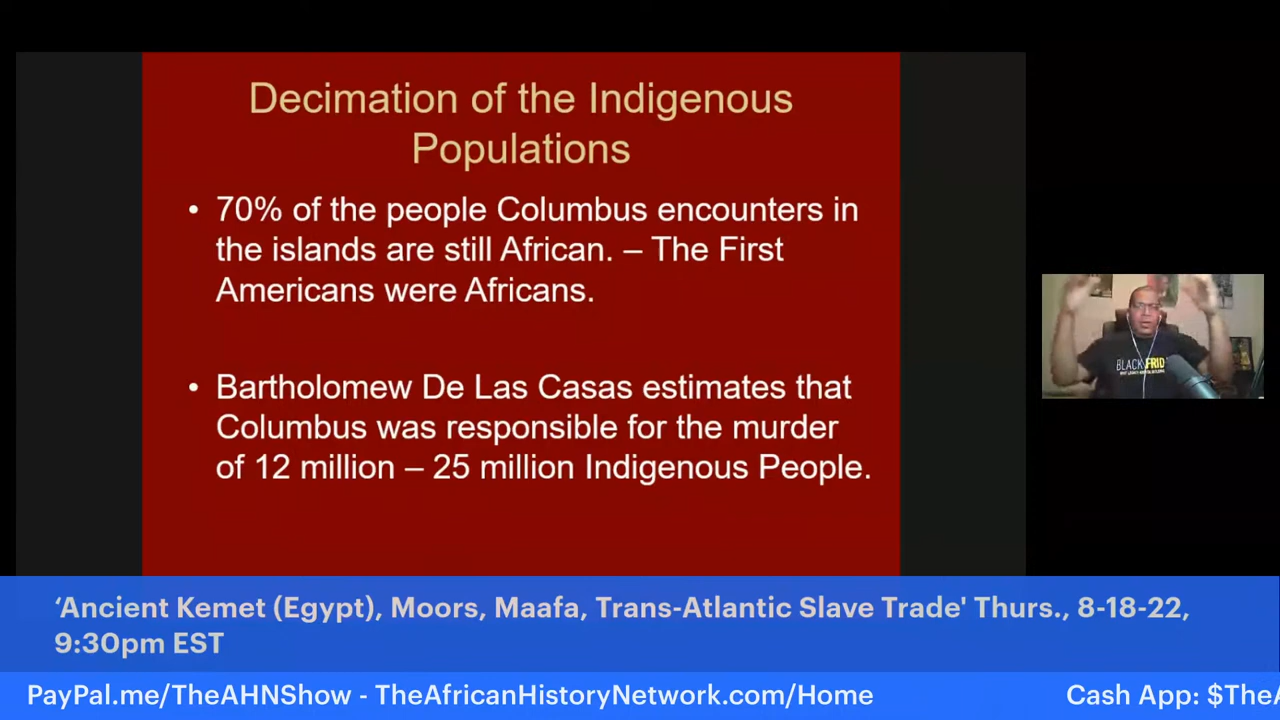 Decimation of the Indigenous
Populations
• 70% of the people Columbus encounters in
the islands are still African. – The First
Americans were Africans.
• Bartholomew De Las Casas estimates that
Columbus was responsible for the murder
of 12 million – 25 million Indigenous People.
BLACK FRID
‘Ancient Kemet (Egypt), Moors, Maafa, Trans-Atlantic Slave Trade' Thurs., 8-18-22,
9:30pm EST
PayPal.me/TheAHNShow - TheAfricanHistoryNetwork.com/Home
Cash App: $TheA